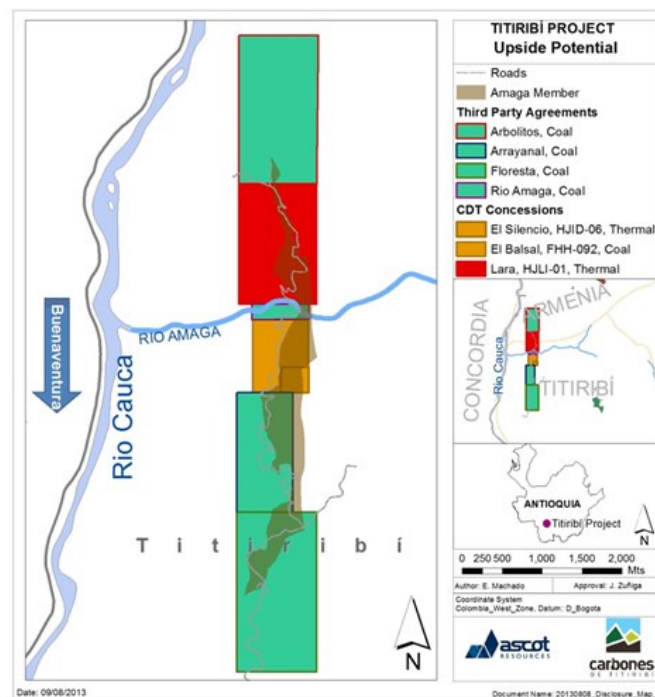 TITIRIBÍ PROJECT
Upside Potential
Roads
Amaga Member
Third Party Agreements
Arbolitos, Coal
Arrayanal, Coal
Floresta, Coal
Rio Amaga, Coal
CDT Concessions
El Silencio, HJID-06, Thermal
El Balsal, FHH-092, Coal
Lara, HJLI-01, Thermal
Buenaventura
Rio Cauca
RIO AMAGA
Titiribí
N
CONCORDIA
ARMENIA
Rio Cauca
TITIRIBÍ
ANTIOQUIA
Titiribí Project
N
0 250 500 1,000 1,500 2,000
Mts
Author: E. Machado
Approval: J. Zuñiga
Coordinate System
Colombia_West_Zone, Datum: D_Bogota
ascot
RESOURCES
carbones
DE TITIRIBÍ
Date: 09/08/2013
Document Name: 20130808_Disclosure_Map